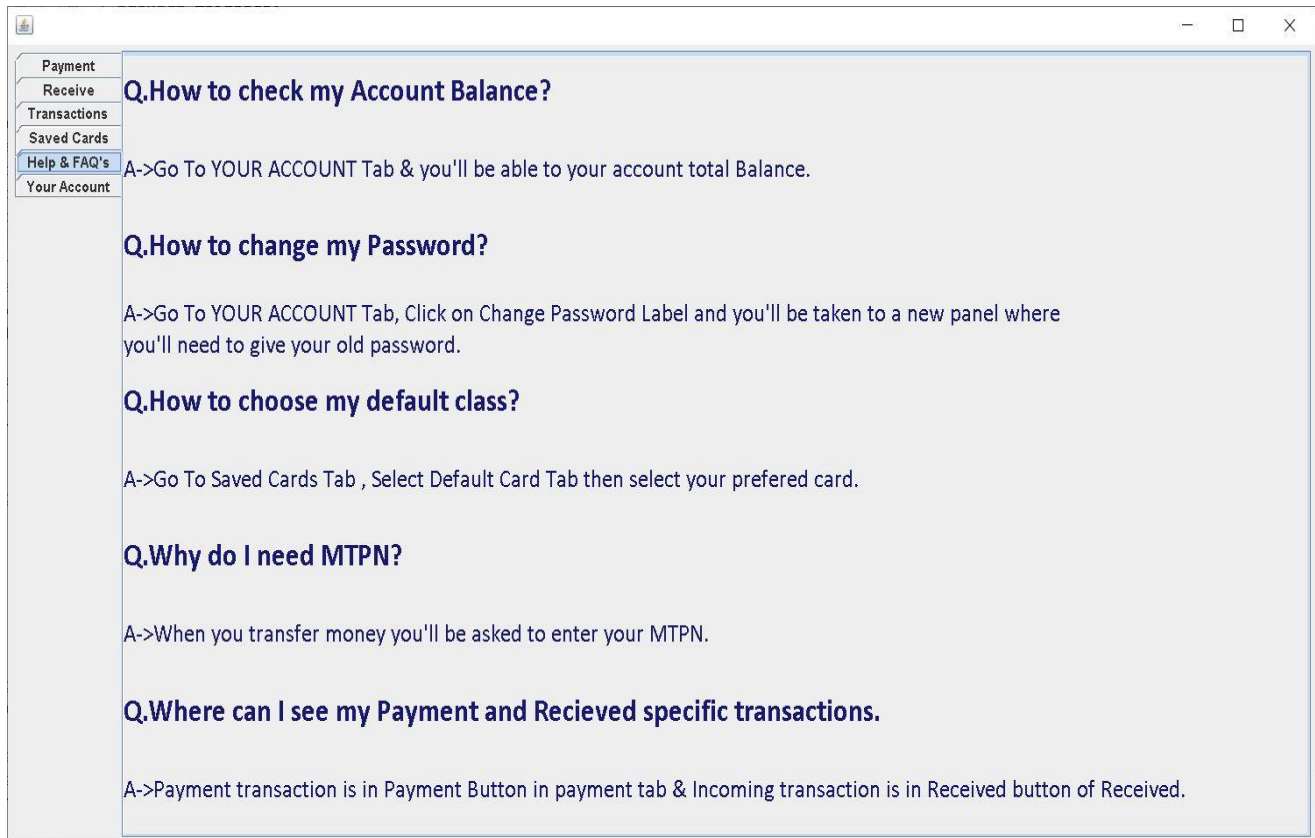 Payment
Receive
Transactions
Saved Cards
Help & FAQ's
Your Account
Q.How to check my Account Balance?
A->Go To YOUR ACCOUNT Tab & you'll be able to your account total Balance.
Q.How to change my Password?
A->Go To YOUR ACCOUNT Tab, Click on Change Password Label and you'll be taken to a new panel where
you'll need to give your old password.
Q.How to choose my default class?
A->Go To Saved Cards Tab , Select Default Card Tab then select your prefered card.
Q.Why do I need MTPN?
A->When you transfer money you'll be asked to enter your MTPN.
Q.Where can I see my Payment and Recieved specific transactions.
A->Payment transaction is in Payment Button in payment tab & Incoming transaction is in Received button of Received.